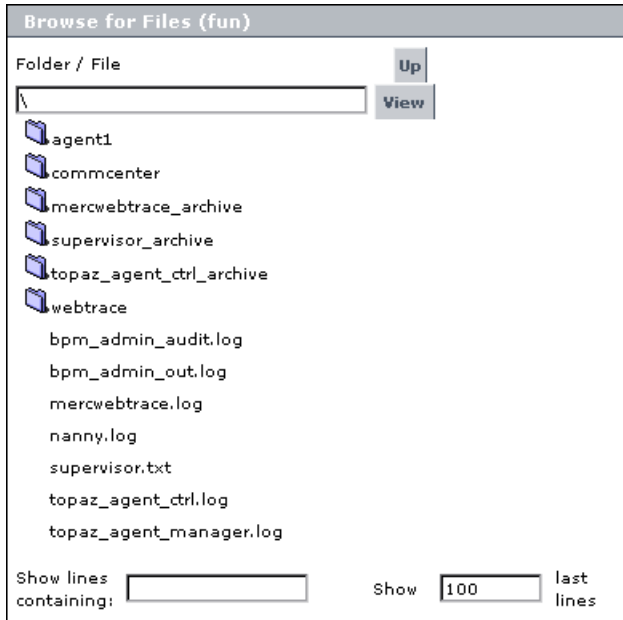 Browse for Files (fun)
Folder / File
Up
\
View
agent1
commcenter
mercwebtrace_archive
supervisor_archive
topaz_agent_ctrl_archive
webtrace
bpm_admin_audit.log
bpm_admin_out.log
mercwebtrace.log
nanny.log
supervisor.txt
topaz_agent_ctrl.log
topaz_agent_manager.log
Show lines
containing:
Show
100
last
lines